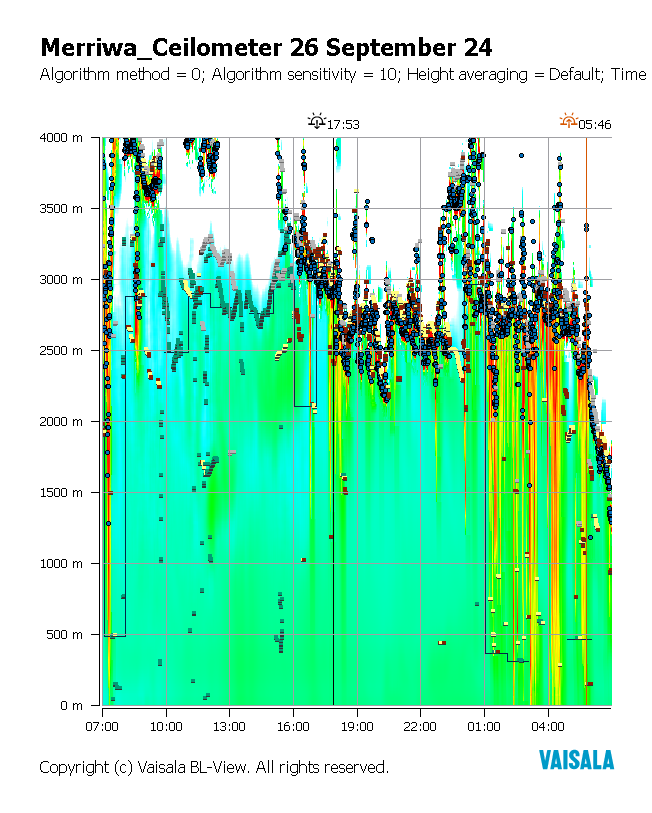 Merriwa_Ceilometer 26 September 24
Algorithm method = 0; Algorithm sensitivity = 10; Height averaging = Default; Time
17:53 05:46
4000 m
3500 m
3000 m
2500 m
2000 m
1500 m
1000 m
500 m
0 m
07:00 10:00 13:00 16:00 19:00 22:00 01:00 04:00
Copyright (c) Vaisala BL-View. All rights reserved.
VAISALA